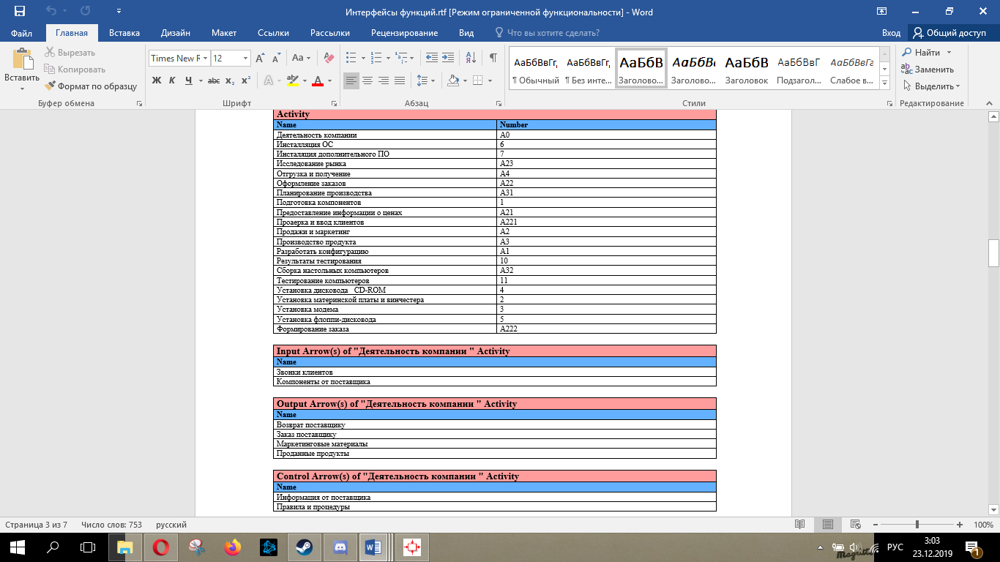 Интерфейсы функций.rtf [Режим ограниченной функциональности] - Word
Файл Главная Вставка Дизайн Макет Ссылки Рассылки Рецензирование Вид Что вы хотите сделать? Вход Общий доступ
Вставить
Вырезать
Копировать
Формат по образцу
Буфер обмена
Times New F 12
Aa
Ж К Ч abc x₂ x²
Шрифт
Абзац
АаБбВвГг, АаБбВвГг, АаБбВ АаБбВı АаБбВ АаБбВвГ АаБбВвГг
¶ Обычный ¶ Без инте... Заголово... Заголово... Заголовок Подзагол... Слабое в...
Стили
Найти
Заменить
Выделить
Редактирование
Activity
Name Number
Деятельность компании A0
Инсталляция ОС 6
Инсталяция дополнительного ПО 7
Исследование рынка A23
Отгрузка и получение A4
Оформление заказов A22
Планирование производства A31
Подготовка компонентов 1
Предоставление информации о ценах A21
Проаерка и ввод клиентов A221
Продажи и маркетинг A2
Производство продукта A3
Разработать конфигурацию A1
Результаты тестирования 10
Сборка настольных компьютеров A32
Тестирование компьютеров 11
Установка дисковода CD-ROM 4
Установка материнской платы и винчестера 2
Установка модема 3
Установка флоппи-дисковода 5
Формирование заказа A222
Input Arrow(s) of "Деятельность компании " Activity
Name
Звонки клиентов
Компоненты от поставщика
Output Arrow(s) of "Деятельность компании " Activity
Name
Возврат поставщику
Заказ поставщику
Маркетинговые материалы
Проданные продукты
Control Arrow(s) of "Деятельность компании " Activity
Name
Информация от поставщика
Правила и процедуры
Страница 3 из 7 Число слов: 753 русский 100%
РУС
3:03
23.12.2019
1
Magritte